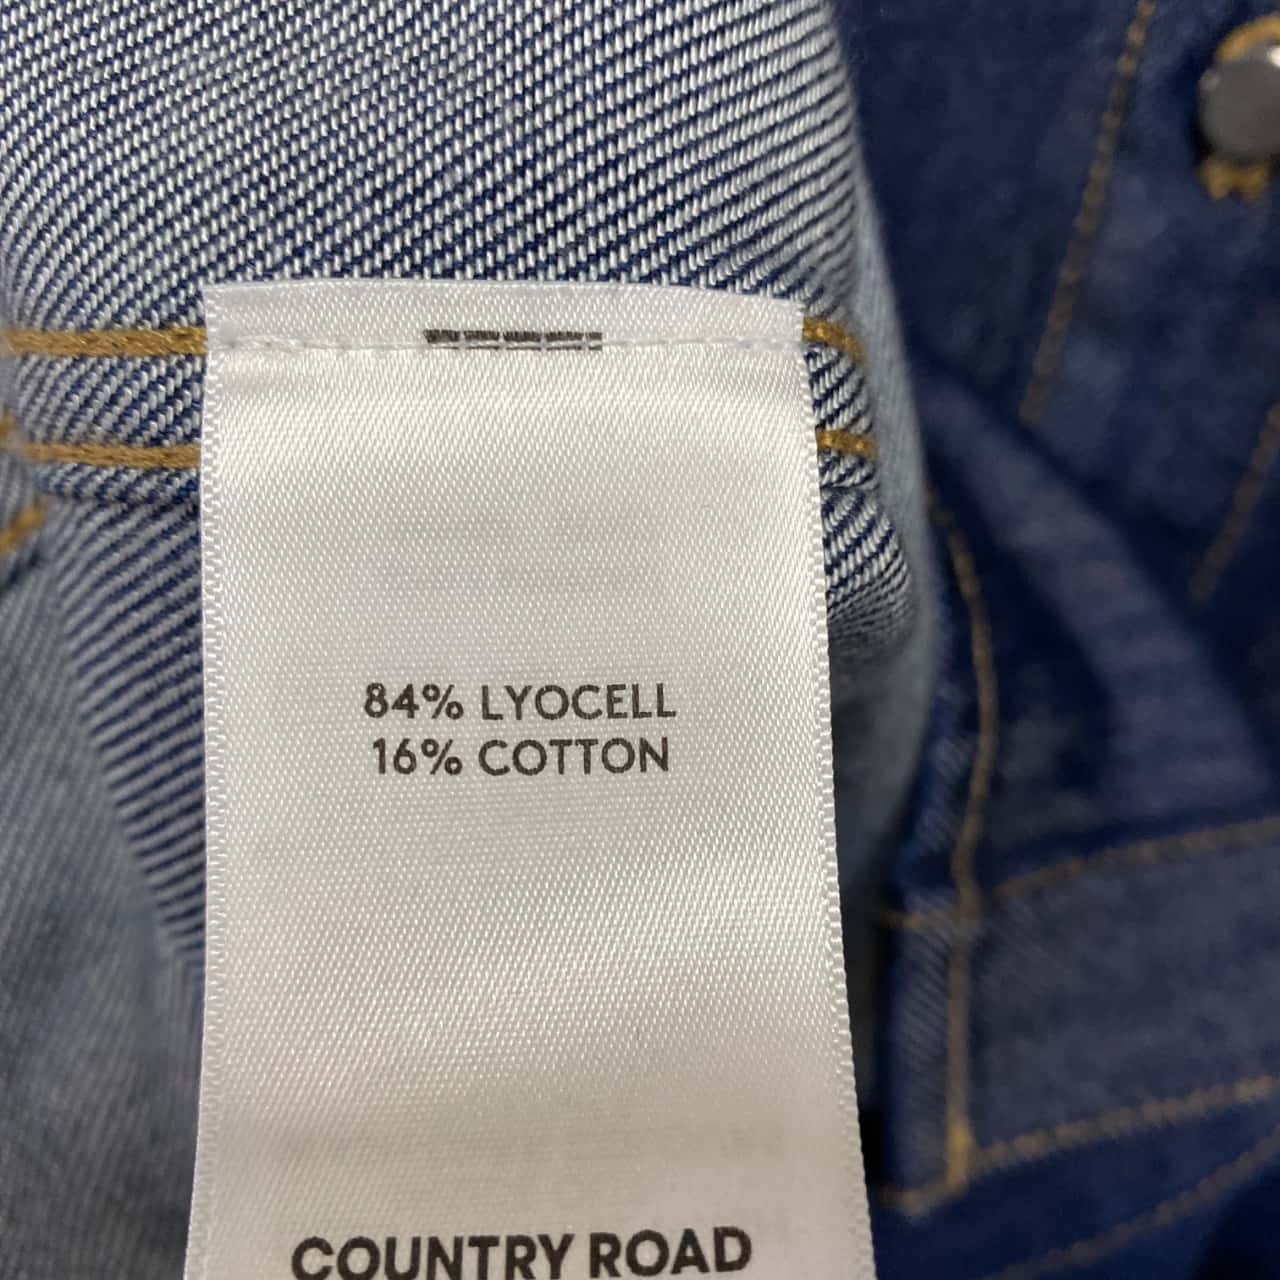 84% LYOCELL
16% COTTON
COUNTRY ROAD